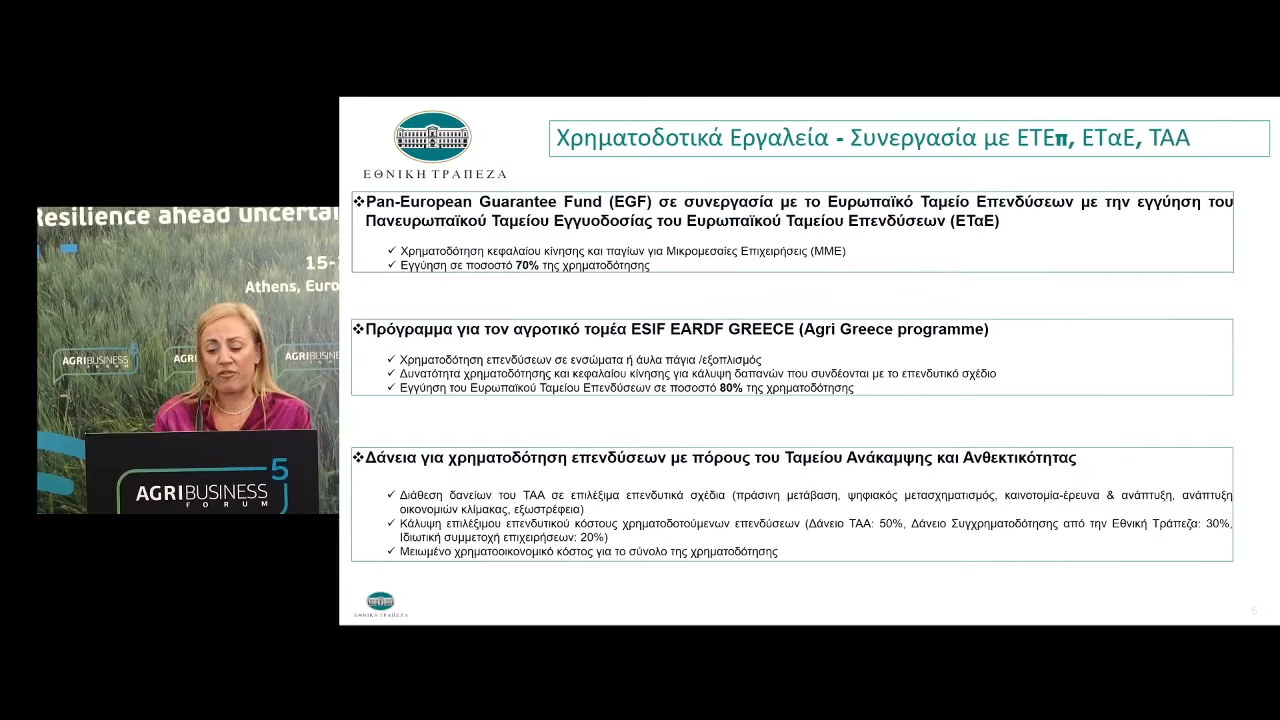 Resilience ahead uncertai
15-
Athens, Euro
AGRIBUSINESS
FORUM
AGRI
AGRIBUSINE
AGRIBUSINESS 5
FORUM
ΕΘΝΙΚΗ ΤΡΑΠΕΖΑ
Χρηματοδοτικά Εργαλεία - Συνεργασία με ΕΤΕπ, ΕΤαΕ, ΤΑΑ
❖Pan-European Guarantee Fund (EGF) σε συνεργασία με το Ευρωπαϊκό Ταμείο Επενδύσεων με την εγγύηση του
Πανευρωπαϊκού Ταμείου Εγγυοδοσίας του Ευρωπαϊκού Ταμείου Επενδύσεων (ΕΤαΕ)
✓ Χρηματοδότηση κεφαλαίου κίνησης και παγίων για Μικρομεσαίες Επιχειρήσεις (ΜΜΕ)
✓ Εγγύηση σε ποσοστό 70% της χρηματοδότησης
❖Πρόγραμμα για τον αγροτικό τομέα ESIF EARDF GREECE (Agri Greece programme)
✓ Χρηματοδότηση επενδύσεων σε ενσώματα ή άυλα πάγια /εξοπλισμός
✓ Δυνατότητα χρηματοδότησης και κεφαλαίου κίνησης για κάλυψη δαπανών που συνδέονται με το επενδυτικό σχέδιο
✓ Εγγύηση του Ευρωπαϊκού Ταμείου Επενδύσεων σε ποσοστό 80% της χρηματοδότησης
❖Δάνεια για χρηματοδότηση επενδύσεων με πόρους του Ταμείου Ανάκαμψης και Ανθεκτικότητας
✓ Διάθεση δανείων του ΤΑΑ σε επιλέξιμα επενδυτικά σχέδια (πράσινη μετάβαση, ψηφιακός μετασχηματισμός, καινοτομία-έρευνα & ανάπτυξη, ανάπτυξη
οικονομιών κλίμακας, εξωστρέφεια)
✓ Κάλυψη επιλέξιμου επενδυτικού κόστους χρηματοδοτούμενων επενδύσεων (Δάνειο ΤΑΑ: 50%, Δάνειο Συγχρηματοδότησης από την Εθνική Τράπεζα: 30%,
Ιδιωτική συμμετοχή επιχειρήσεων: 20%)
✓ Μειωμένο χρηματοοικονομικό κόστος για το σύνολο της χρηματοδότησης
ΕΘΝΙΚΗ ΤΡΑΠΕΖΑ
6